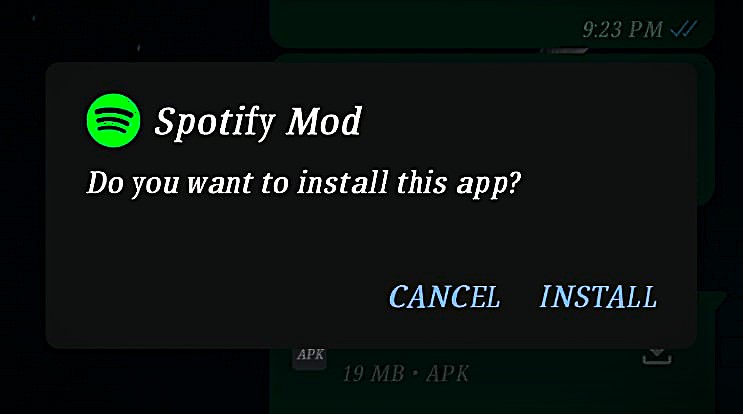 9:23 PM
Spotify Mod
Do you want to install this app?
CANCEL INSTALL
APK
19 MB • APK